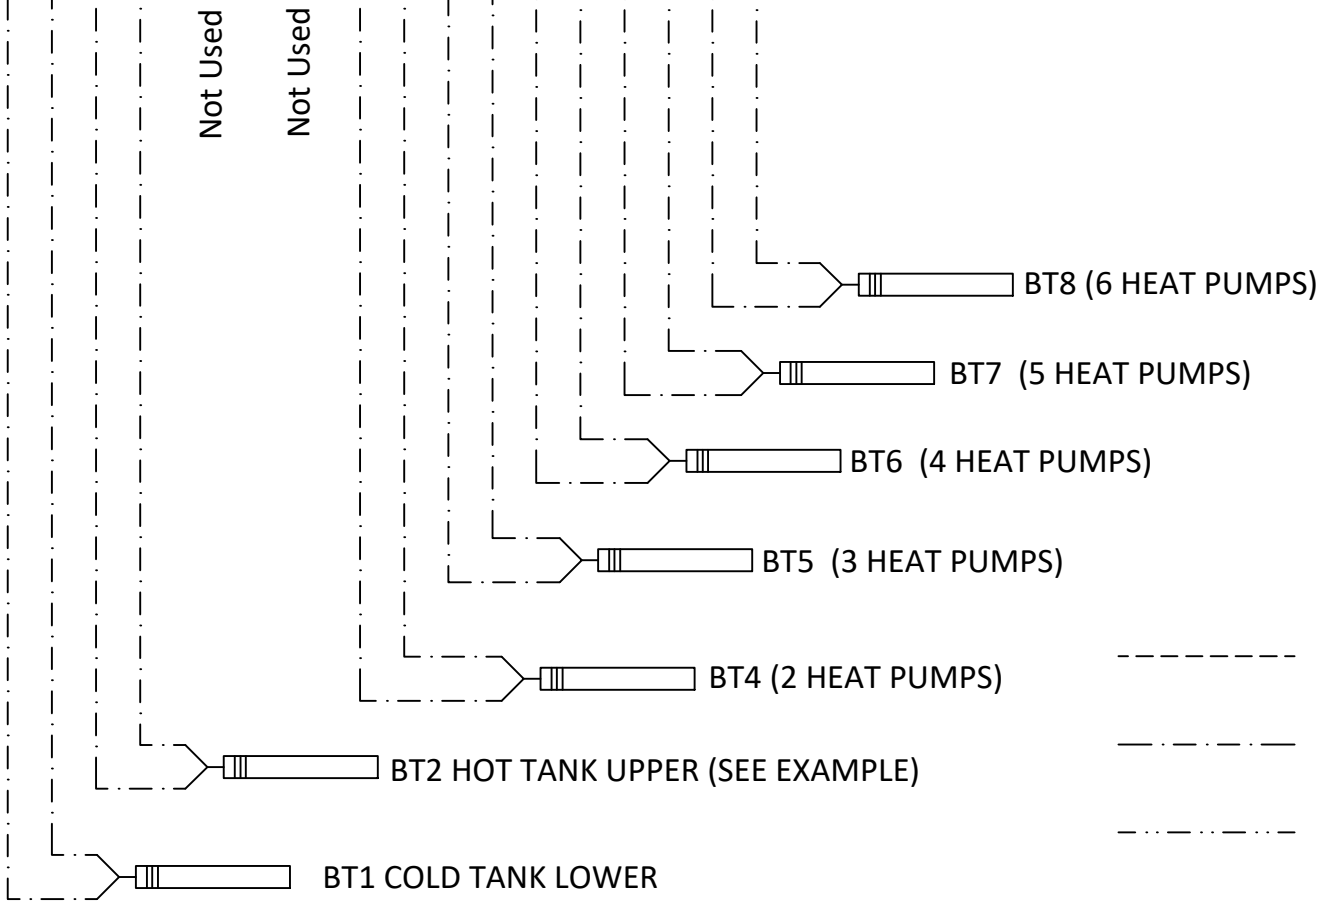 Not Used
Not Used
BT8 (6 HEAT PUMPS)
BT7 (5 HEAT PUMPS)
BT6 (4 HEAT PUMPS)
BT5 (3 HEAT PUMPS)
BT4 (2 HEAT PUMPS)
BT2 HOT TANK UPPER (SEE EXAMPLE)
BT1 COLD TANK LOWER